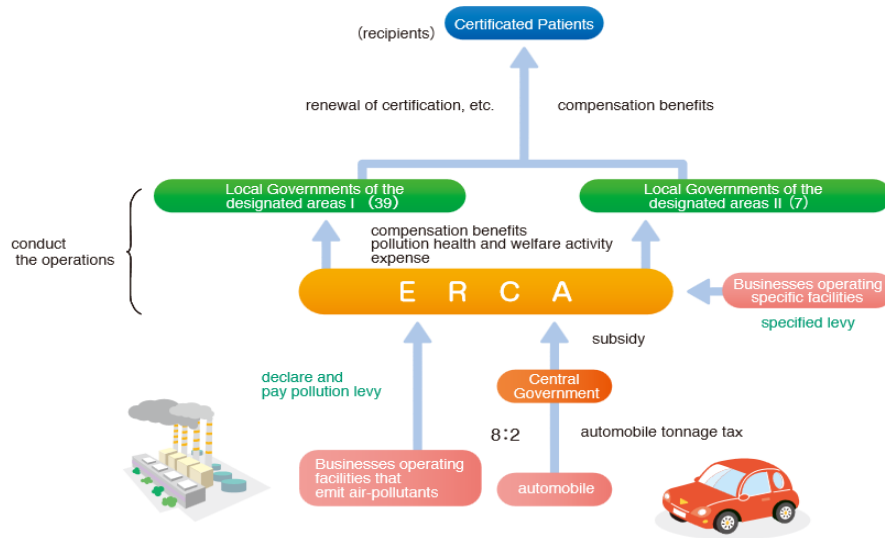 (recipients)
Certificated Patients
renewal of certification, etc.
compensation benefits
Local Governments of the
designated areas I (39)
Local Governments of the
designated areas II (7)
conduct
the operations
compensation benefits
pollution health and welfare activity
expense
E R C A
Businesses operating
specific facilities
specified levy
subsidy
declare and
pay pollution levy
Central
Government
8:2
automobile tonnage tax
Businesses operating
facilities that
emit air-pollutants
automobile